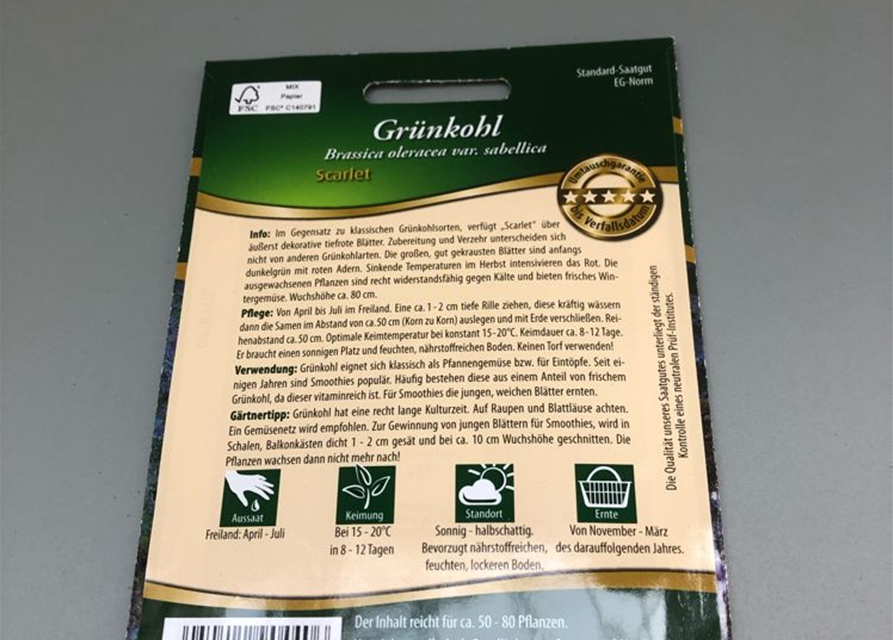 MIX
Papier
FSC
FSC® C140791
Standard-Saatgut
EG-Norm
Grünkohl
Brassica oleracea var. sabellica
Scarlet
Umtauschgarantie
bis Verfallsdatum
Info: Im Gegensatz zu klassischen Grünkohlsorten, verfügt „Scarlet" über
äußerst dekorative tiefrote Blätter. Zubereitung und Verzehr unterscheiden sich
nicht von anderen Grünkohlarten. Die großen, gut gekrausten Blätter sind anfangs
dunkelgrün mit roten Adern. Sinkende Temperaturen im Herbst intensivieren das Rot. Die
ausgewachsenen Pflanzen sind recht widerstandsfähig gegen Kälte und bieten frisches Win-
tergemüse. Wuchshöhe ca. 80 cm.
Pflege: Von April bis Juli im Freiland. Eine ca. 1 - 2 cm tiefe Rille ziehen, diese kräftig wässern
dann die Samen im Abstand von ca. 50 cm (Korn zu Korn) auslegen und mit Erde verschließen. Rei-
henabstand ca. 50 cm. Optimale Keimtemperatur bei konstant 15-20°C. Keimdauer ca. 8-12 Tage.
Er braucht einen sonnigen Platz und feuchten, nährstoffreichen Boden. Keinen Torf verwenden!
Verwendung: Grünkohl eignet sich klassisch als Pfannengemüse bzw. für Eintöpfe. Seit ei-
nigen Jahren sind Smoothies populär. Häufig bestehen diese aus einem Anteil von frischem
Grünkohl, da dieser vitaminreich ist. Für Smoothies die jungen, weichen Blätter ernten.
Gärtnertipp: Grünkohl hat eine recht lange Kulturzeit. Auf Raupen und Blattläuse achten.
Ein Gemüsenetz wird empfohlen. Zur Gewinnung von jungen Blättern für Smoothies, wird in
Schalen, Balkonkästen dicht 1 - 2 cm gesät und bei ca. 10 cm Wuchshöhe geschnitten. Die
Pflanzen wachsen dann nicht mehr nach!
Die Qualität unseres Saatgutes unterliegt der ständigen
Kontrolle eines neutralen Prüf-Institutes.
Aussaat
Freiland: April - Juli
Keimung
Bei 15 - 20°C
in 8 - 12 Tagen
Standort
Sonnig - halbschattig.
Bevorzugt nährstoffreichen,
feuchten, lockeren Boden.
Ernte
Von November - März
des darauffolgenden Jahres.
Der Inhalt reicht für ca. 50 - 80 Pflanzen.